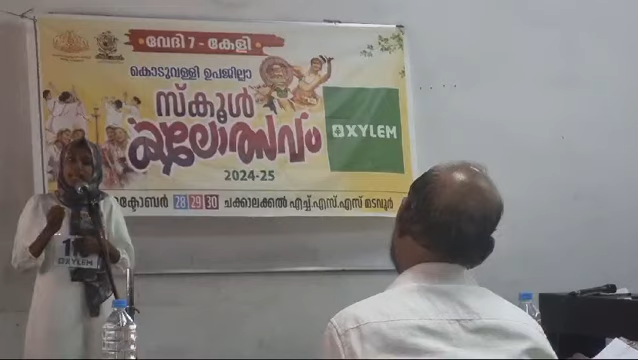 വേദി 7 - കേളി
കൊടുവള്ളി ഉപജില്ലാ
സ്കൂൾ
കലോത്സവം
XYLEM
2024-25
ഒക്ടോബർ 28 29 30 ചക്കാലക്കൽ എച്ച്.എസ്.എസ് മടവൂർ
XYLEM